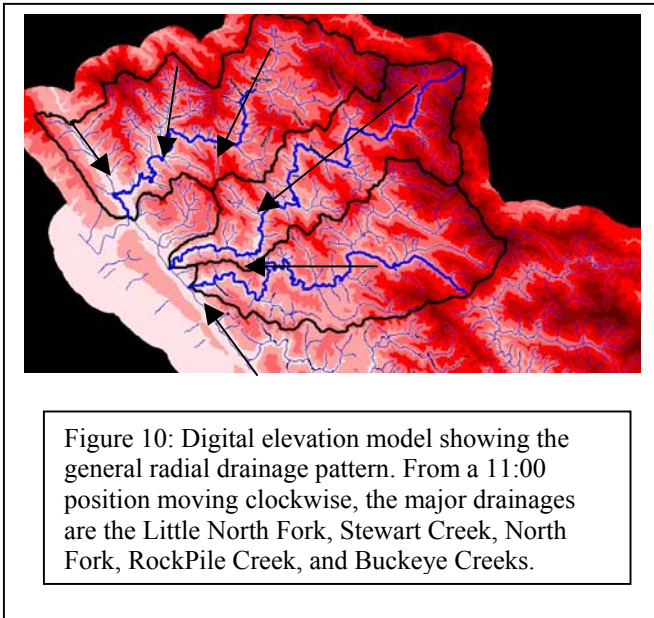 Figure 10: Digital elevation model showing the
general radial drainage pattern. From a 11:00
position moving clockwise, the major drainages
are the Little North Fork, Stewart Creek, North
Fork, RockPile Creek, and Buckeye Creeks.